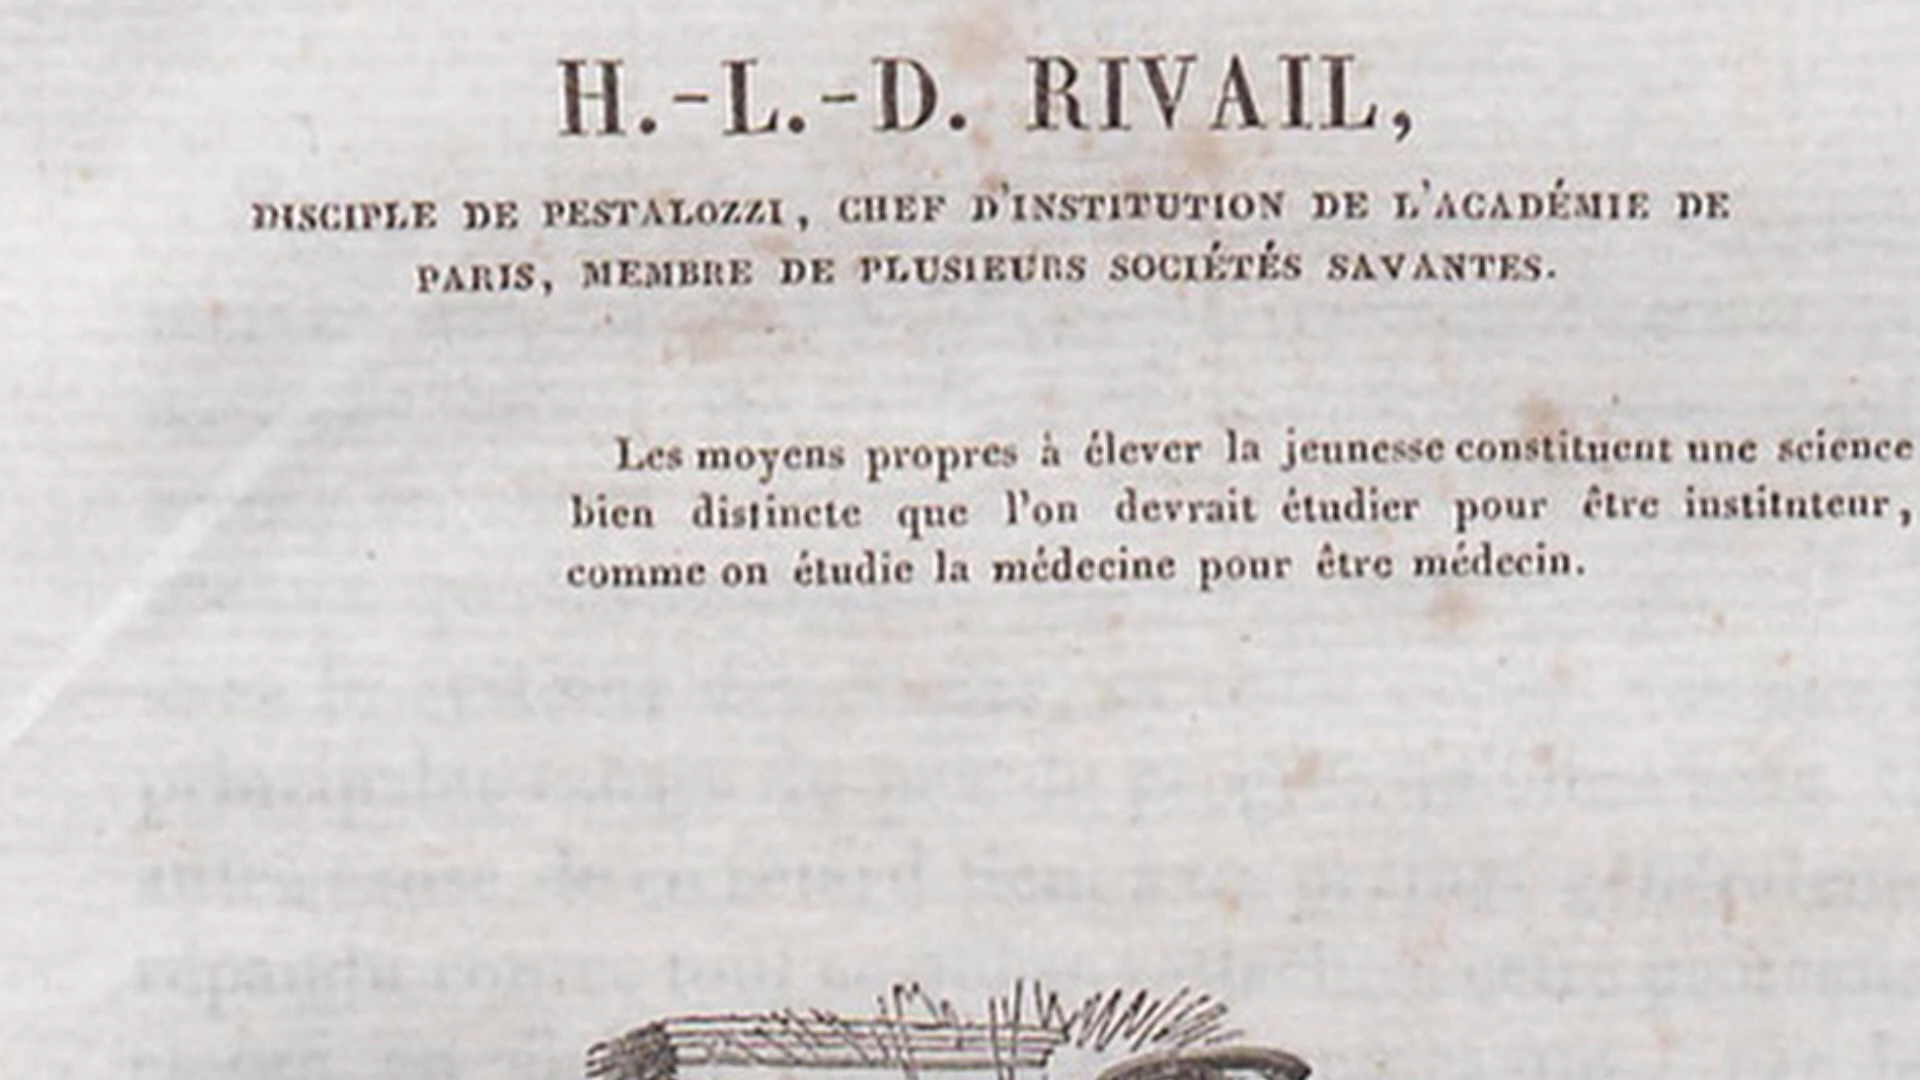 H.-L.-D. RIVAIL,
DISCIPLE DE PESTALOZZI, CHEF D'INSTITUTION DE L'ACADÉMIE DE
PARIS, MEMBRE DE PLUSIEURS SOCIÉTÉS SAVANTES.
Les moyens propres à élever la jeunesse constituent une science
bien distincte que l'on devrait étudier pour être instituteur,
comme on étudie la médecine pour être médecin.